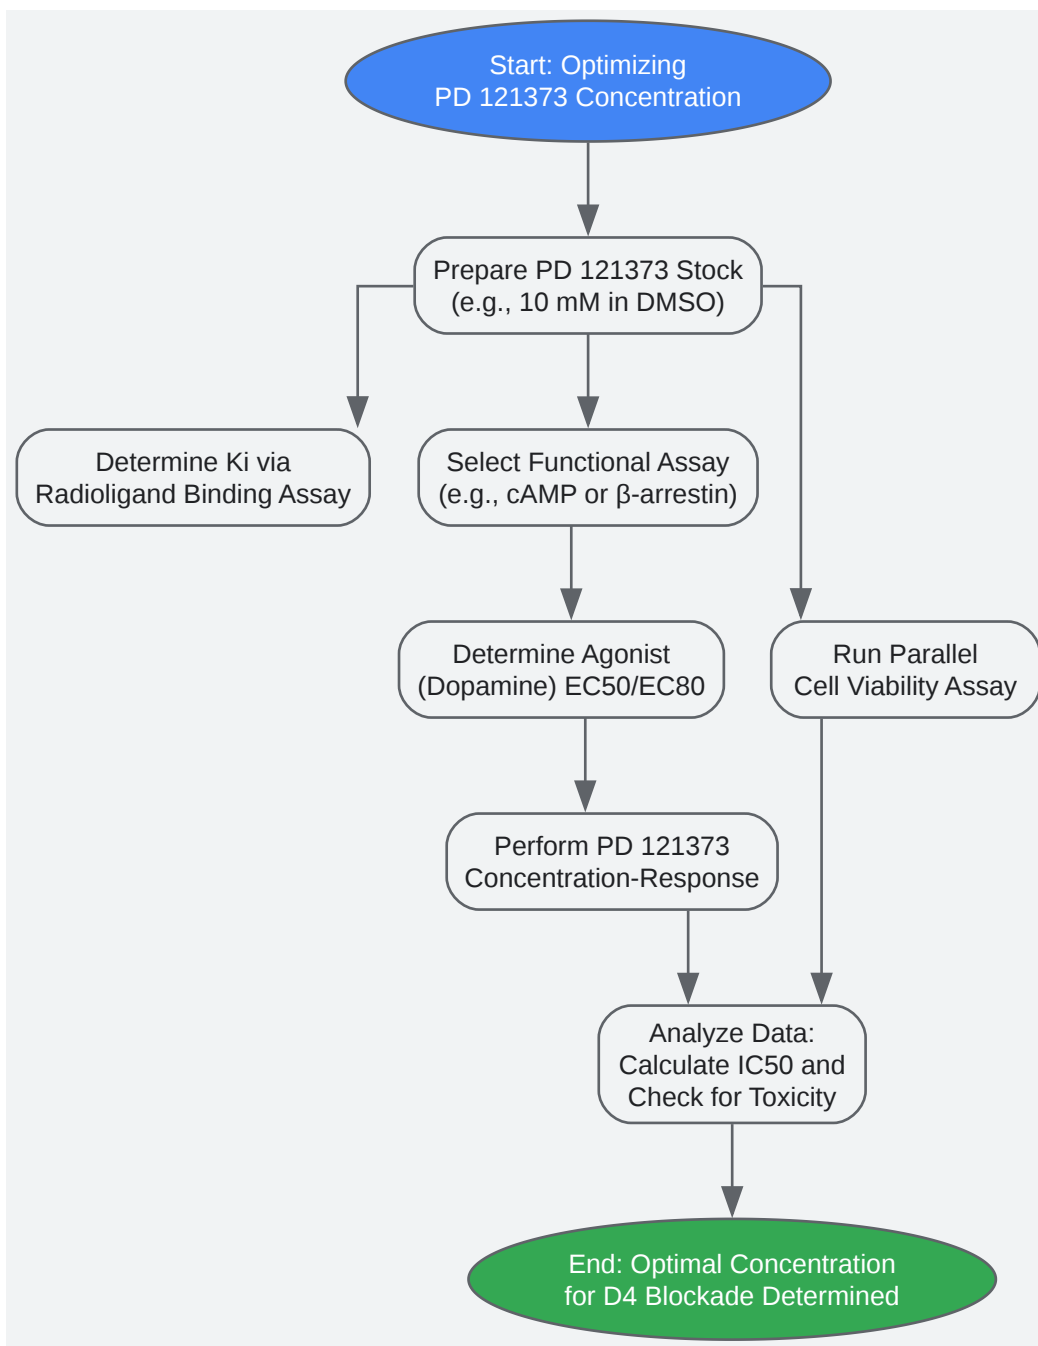 Start: Optimizing
PD 121373 Concentration
Prepare PD 121373 Stock
(e.g., 10 mM in DMSO)
Determine Ki via
Radioligand Binding Assay
Select Functional Assay
(e.g., cAMP or β-arrestin)
Determine Agonist
(Dopamine) EC50/EC80
Run Parallel
Cell Viability Assay
Perform PD 121373
Concentration-Response
Analyze Data:
Calculate IC50 and
Check for Toxicity
End: Optimal Concentration
for D4 Blockade Determined